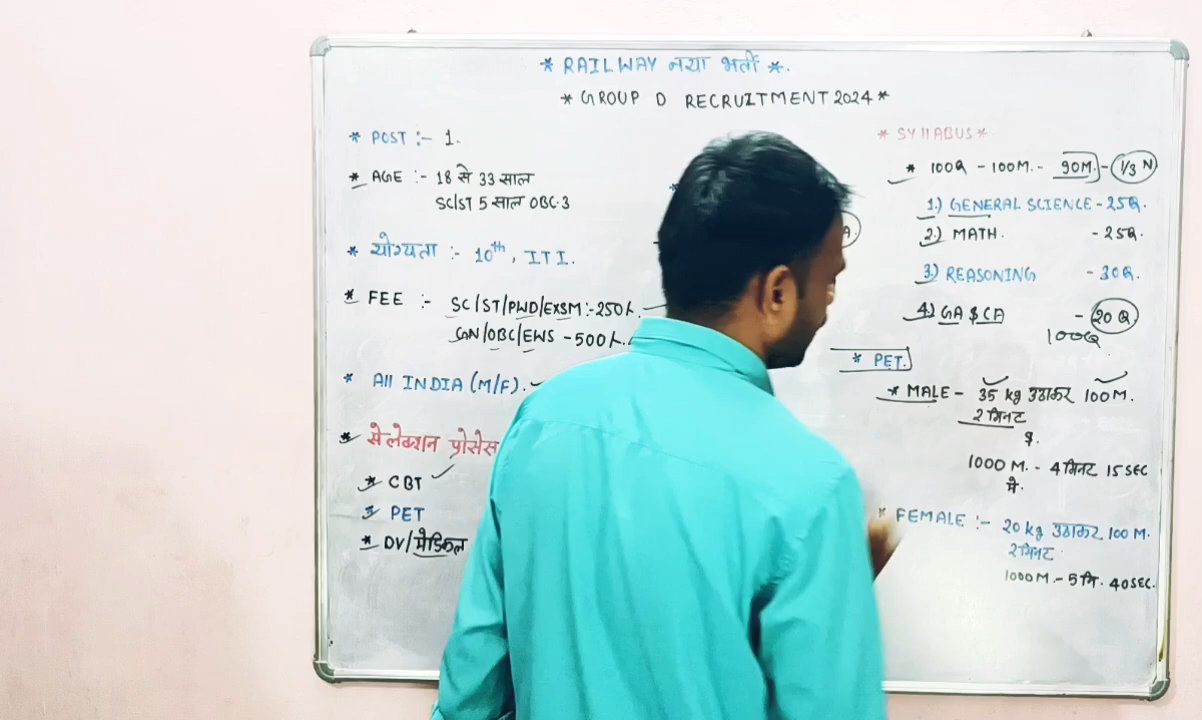 * RAILWAY नया भर्ती *.
* GROUP D RECRUITMENT 2024 *
* POST :- 1.
* AGE :- 18 से 33 साल
SC/ST 5 साल OBC.3
* योग्यता :- 10th, ITI.
* FEE :- SC/ST/PWD/EXSM :- 250/.
GN/OBC/EWS - 500/.
* All INDIA (M/F).
* सेलेक्शन प्रोसेस
* CBT
* PET
* DV/मेडिकल
* SYllABUS *
* 100Q - 100M. - 90M. - 1/3 N
1.) GENERAL SCIENCE - 25Q.
2.) MATH. - 25Q.
3.) REASONING - 30Q.
4.) GA & CA - 20 Q
100Q
* PET.
* MALE - 35 kg उठाकर 100M.
2 मिनट
में.
1000 M. - 4 मिनट 15 SEC
में.
* FEMALE :- 20 kg उठाकर 100 M.
2 मिनट
1000M. - 5 मि. 40 SEC.